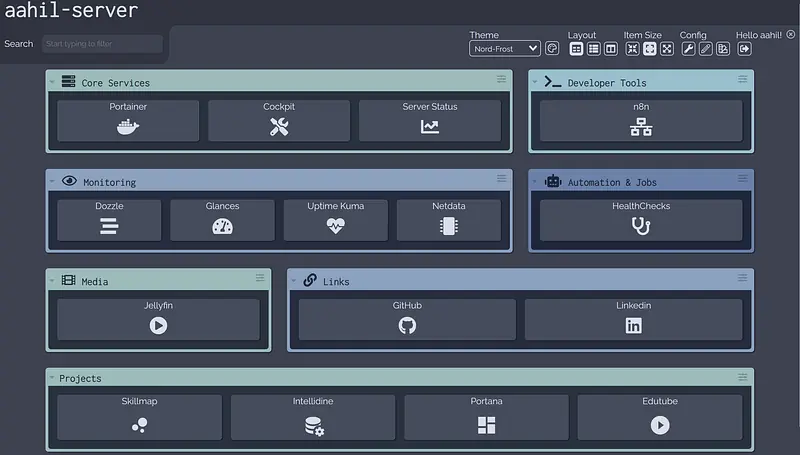 aahil-server
Search Start typing to filter
Theme Layout Item Size Config Hello aahil!
Nord-Frost
Core Services
Portainer Cockpit Server Status
Developer Tools
n8n
Monitoring
Dozzle Glances Uptime Kuma Netdata
Automation & Jobs
HealthChecks
Media
Jellyfin
Links
GitHub Linkedin
Projects
Skillmap Intellidine Portana Edutube